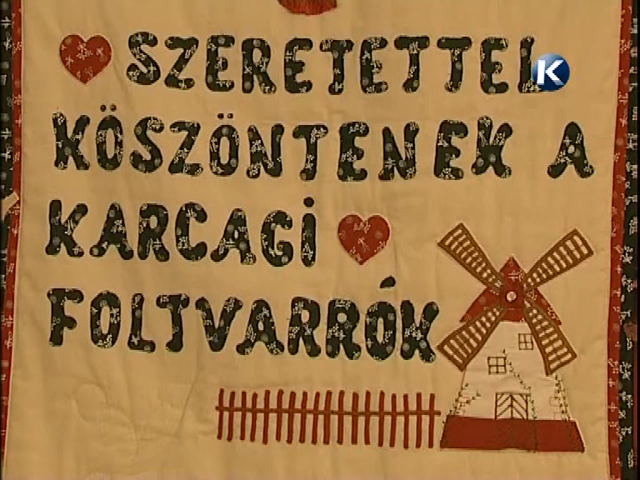 SZERETETTEL
KÖSZÖNTENEK A
KARCAGi
FOLTVARRÓK
K